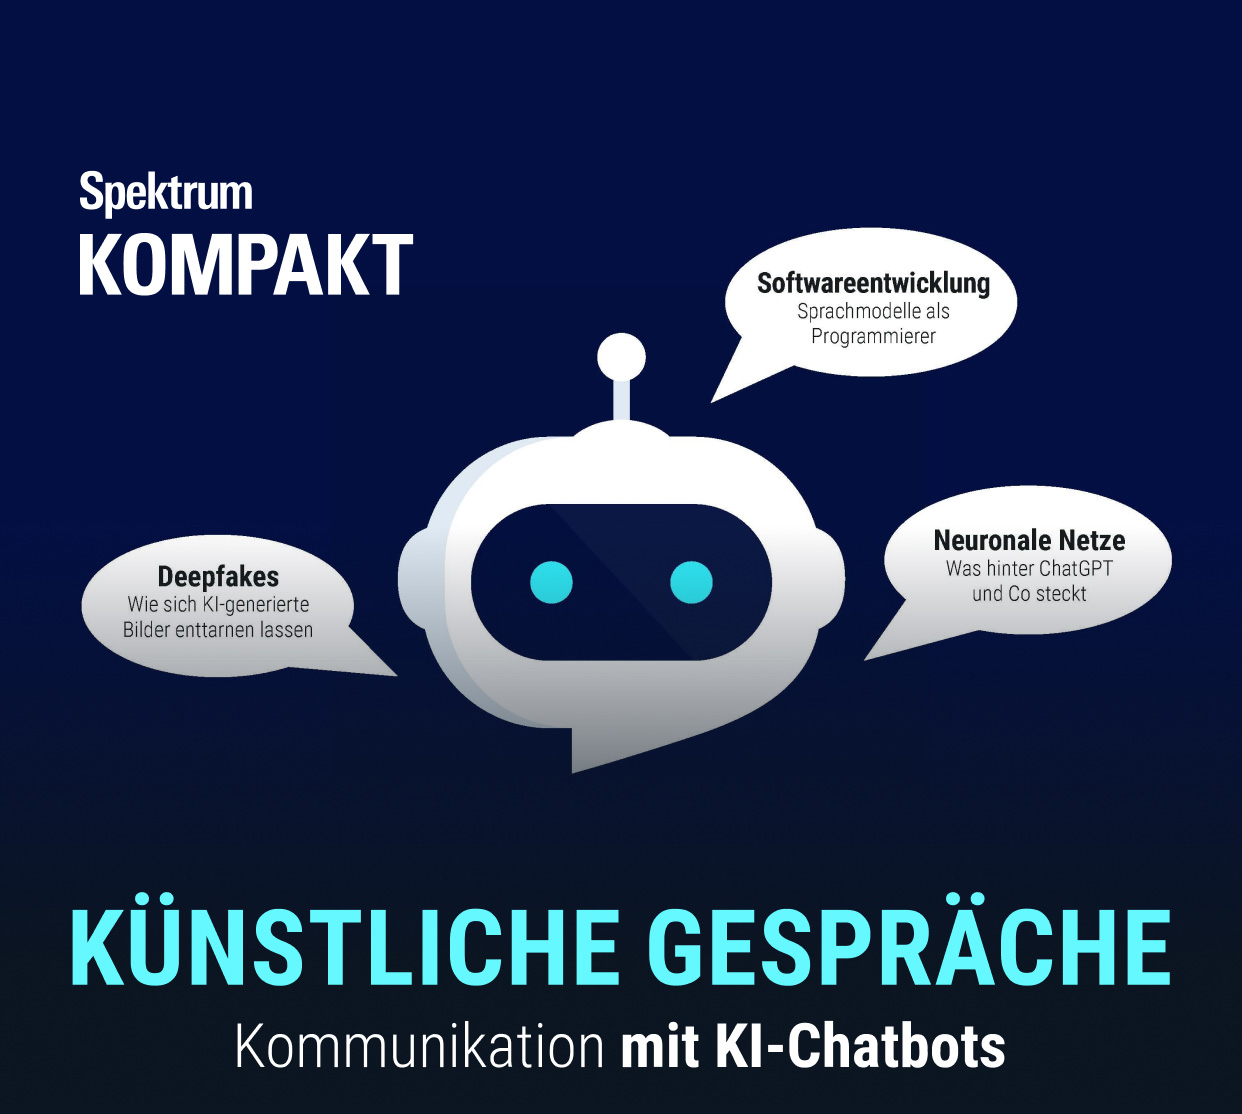 Spektrum
KOMPAKT
Softwareentwicklung
Sprachmodelle als
Programmierer
Neuronale Netze
Was hinter ChatGPT
und Co steckt
Deepfakes
Wie sich KI-generierte
Bilder enttarnen lassen
KÜNSTLICHE GESPRÄCHE
Kommunikation mit KI-Chatbots